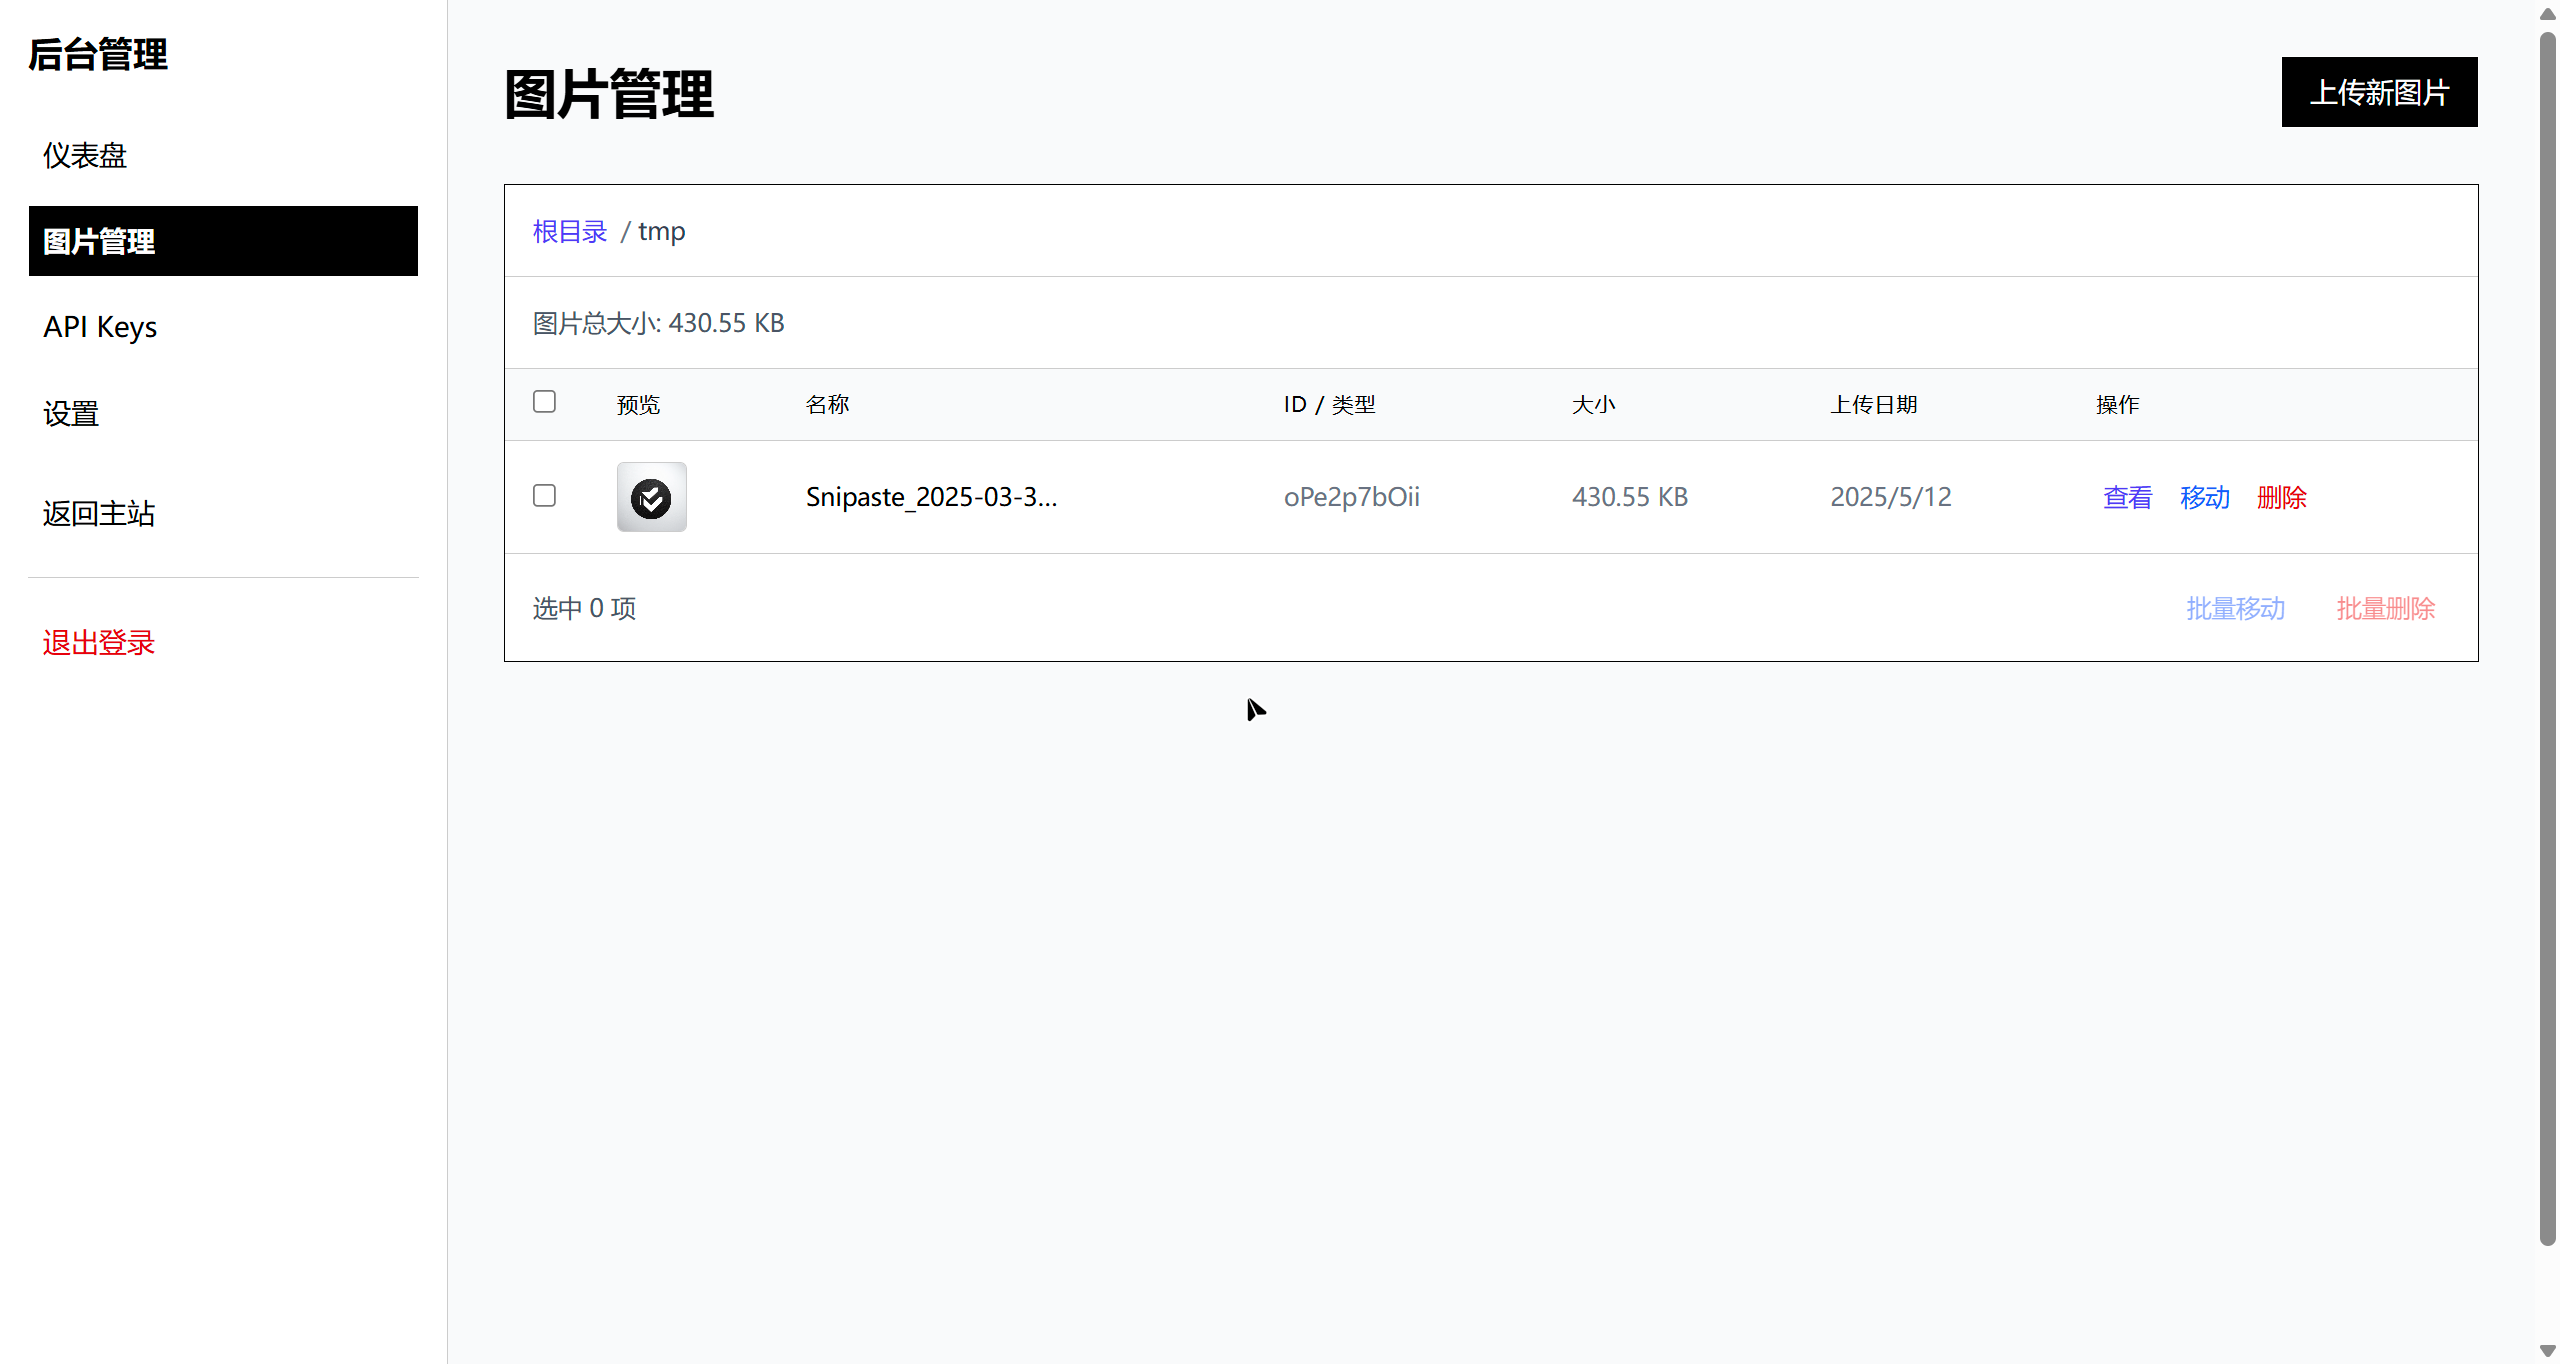 后台管理
仪表盘
图片管理
API Keys
设置
返回主站
退出登录
图片管理
上传新图片
根目录 / tmp
图片总大小: 430.55 KB
预览 名称 ID / 类型 大小 上传日期 操作
Snipaste_2025-03-3... oPe2p7bOii 430.55 KB 2025/5/12 查看 移动 删除
选中 0 项 批量移动 批量删除